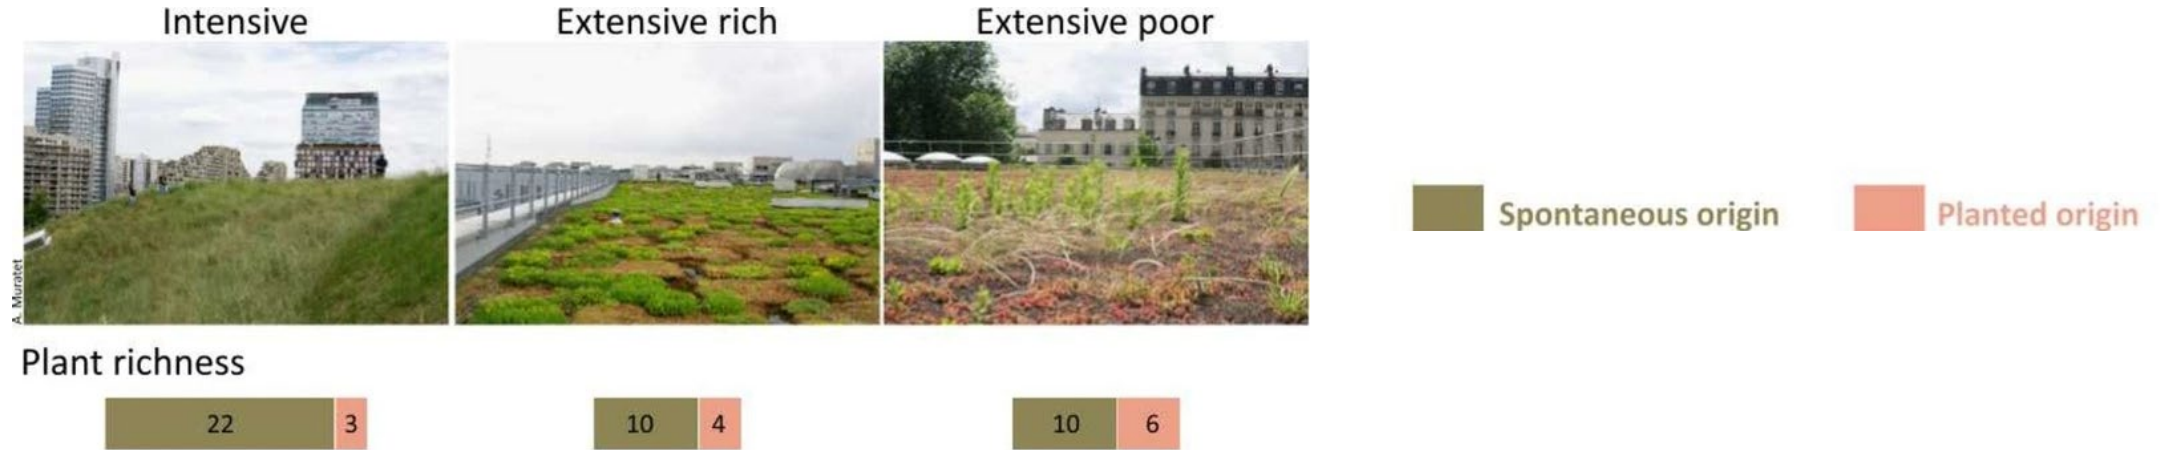 Intensive
Extensive rich
Extensive poor
A. Muratet
Spontaneous origin
Planted origin
Plant richness
22
3
10
4
10
6